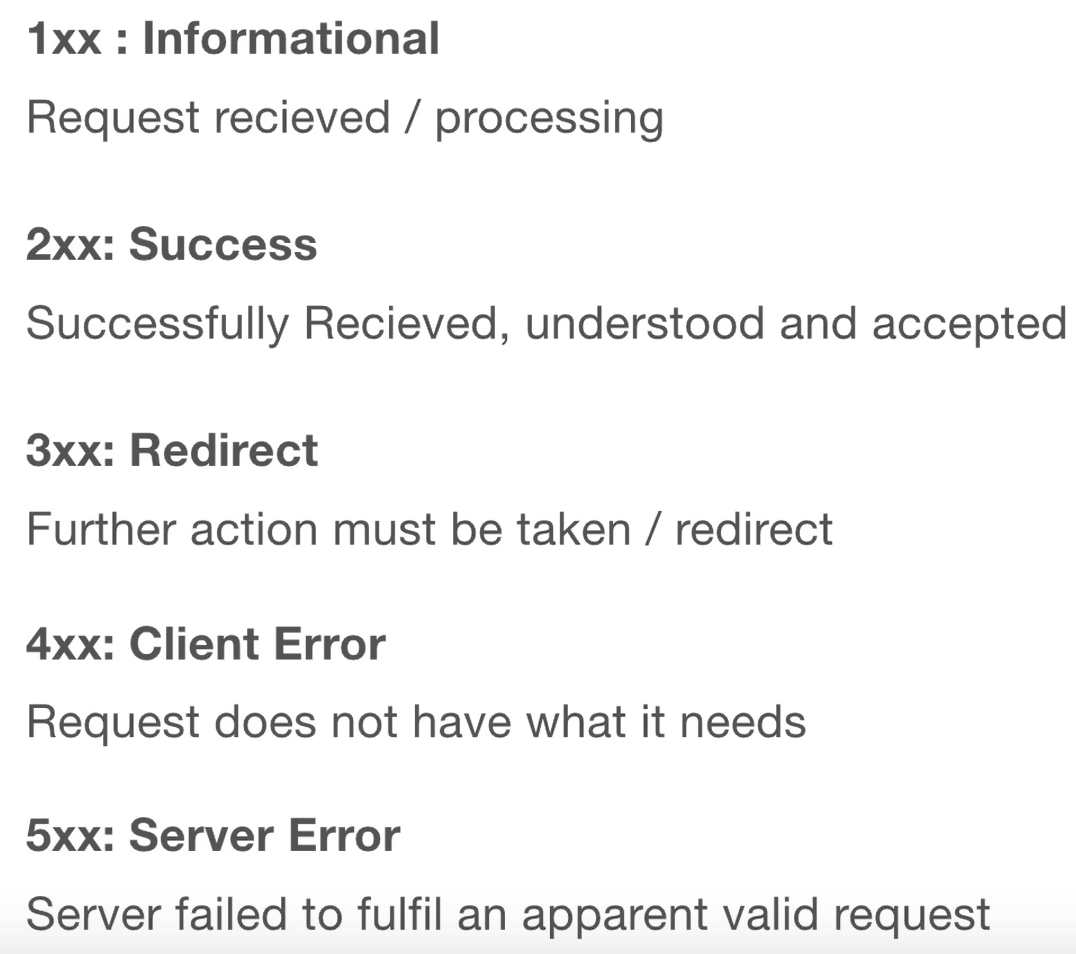 1xx : Informational
Request recieved / processing
2xx: Success
Successfully Recieved, understood and accepted
3xx: Redirect
Further action must be taken / redirect
4xx: Client Error
Request does not have what it needs
5xx: Server Error
Server failed to fulfil an apparent valid request